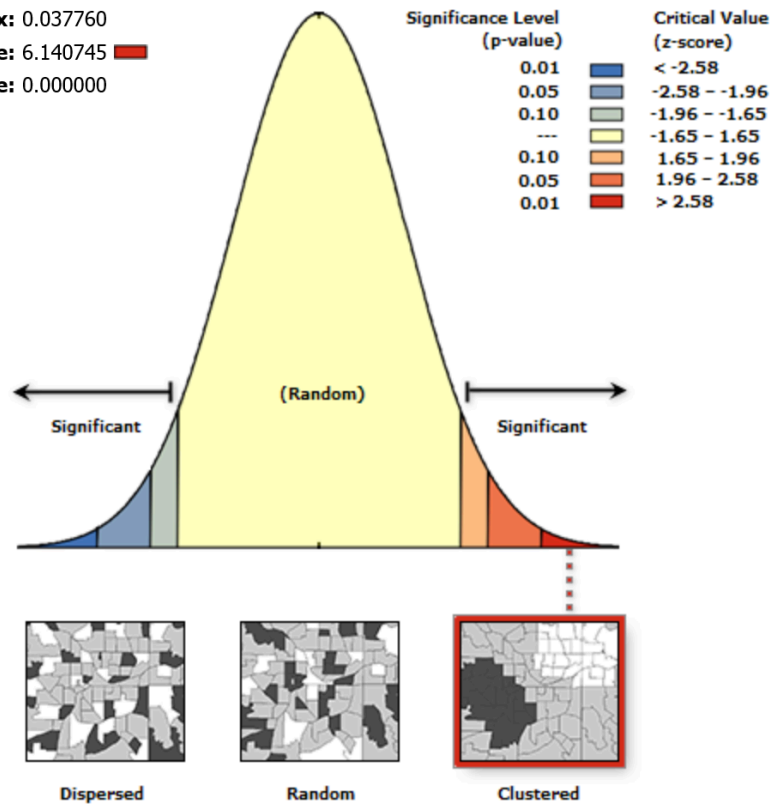 x: 0.037760
e: 6.140745
e: 0.000000
Significance Level
(p-value)
Critical Value
(z-score)
0.01 < -2.58
0.05 -2.58 – -1.96
0.10 -1.96 – -1.65
--- -1.65 – 1.65
0.10 1.65 – 1.96
0.05 1.96 – 2.58
0.01 > 2.58
(Random)
Significant
Significant
Dispersed
Random
Clustered